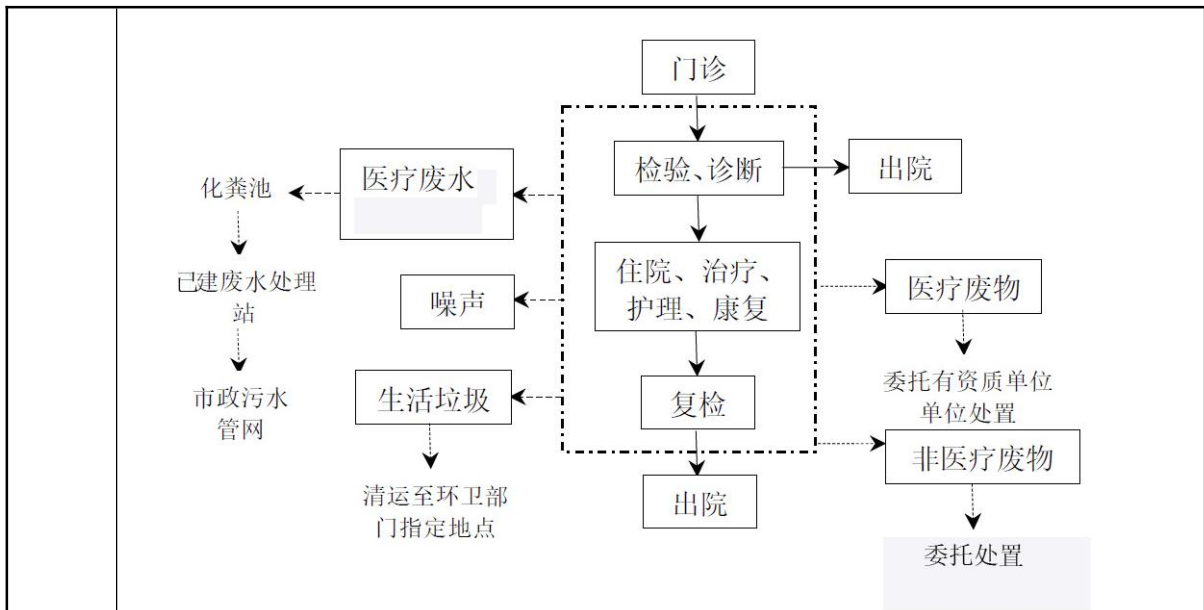 门诊
检验、诊断
出院
医疗废水
化粪池
已建废水处理
站
市政污水
管网
住院、治疗、
护理、康复
噪声
医疗废物
委托有资质单位
单位处置
生活垃圾
清运至环卫部
门指定地点
复检
非医疗废物
委托处置
出院